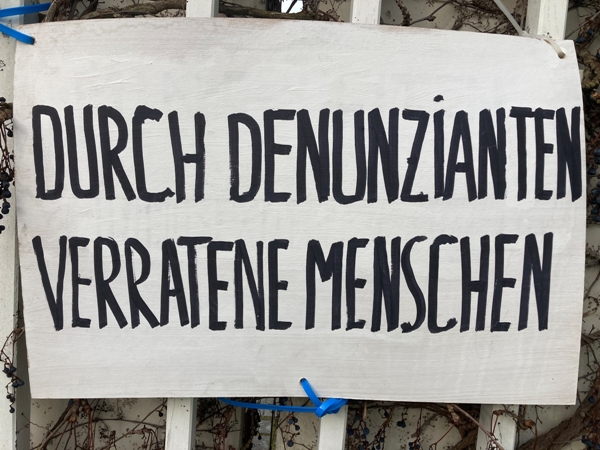 DURCH DENUNZIANTEN
VERRATENE MENSCHEN